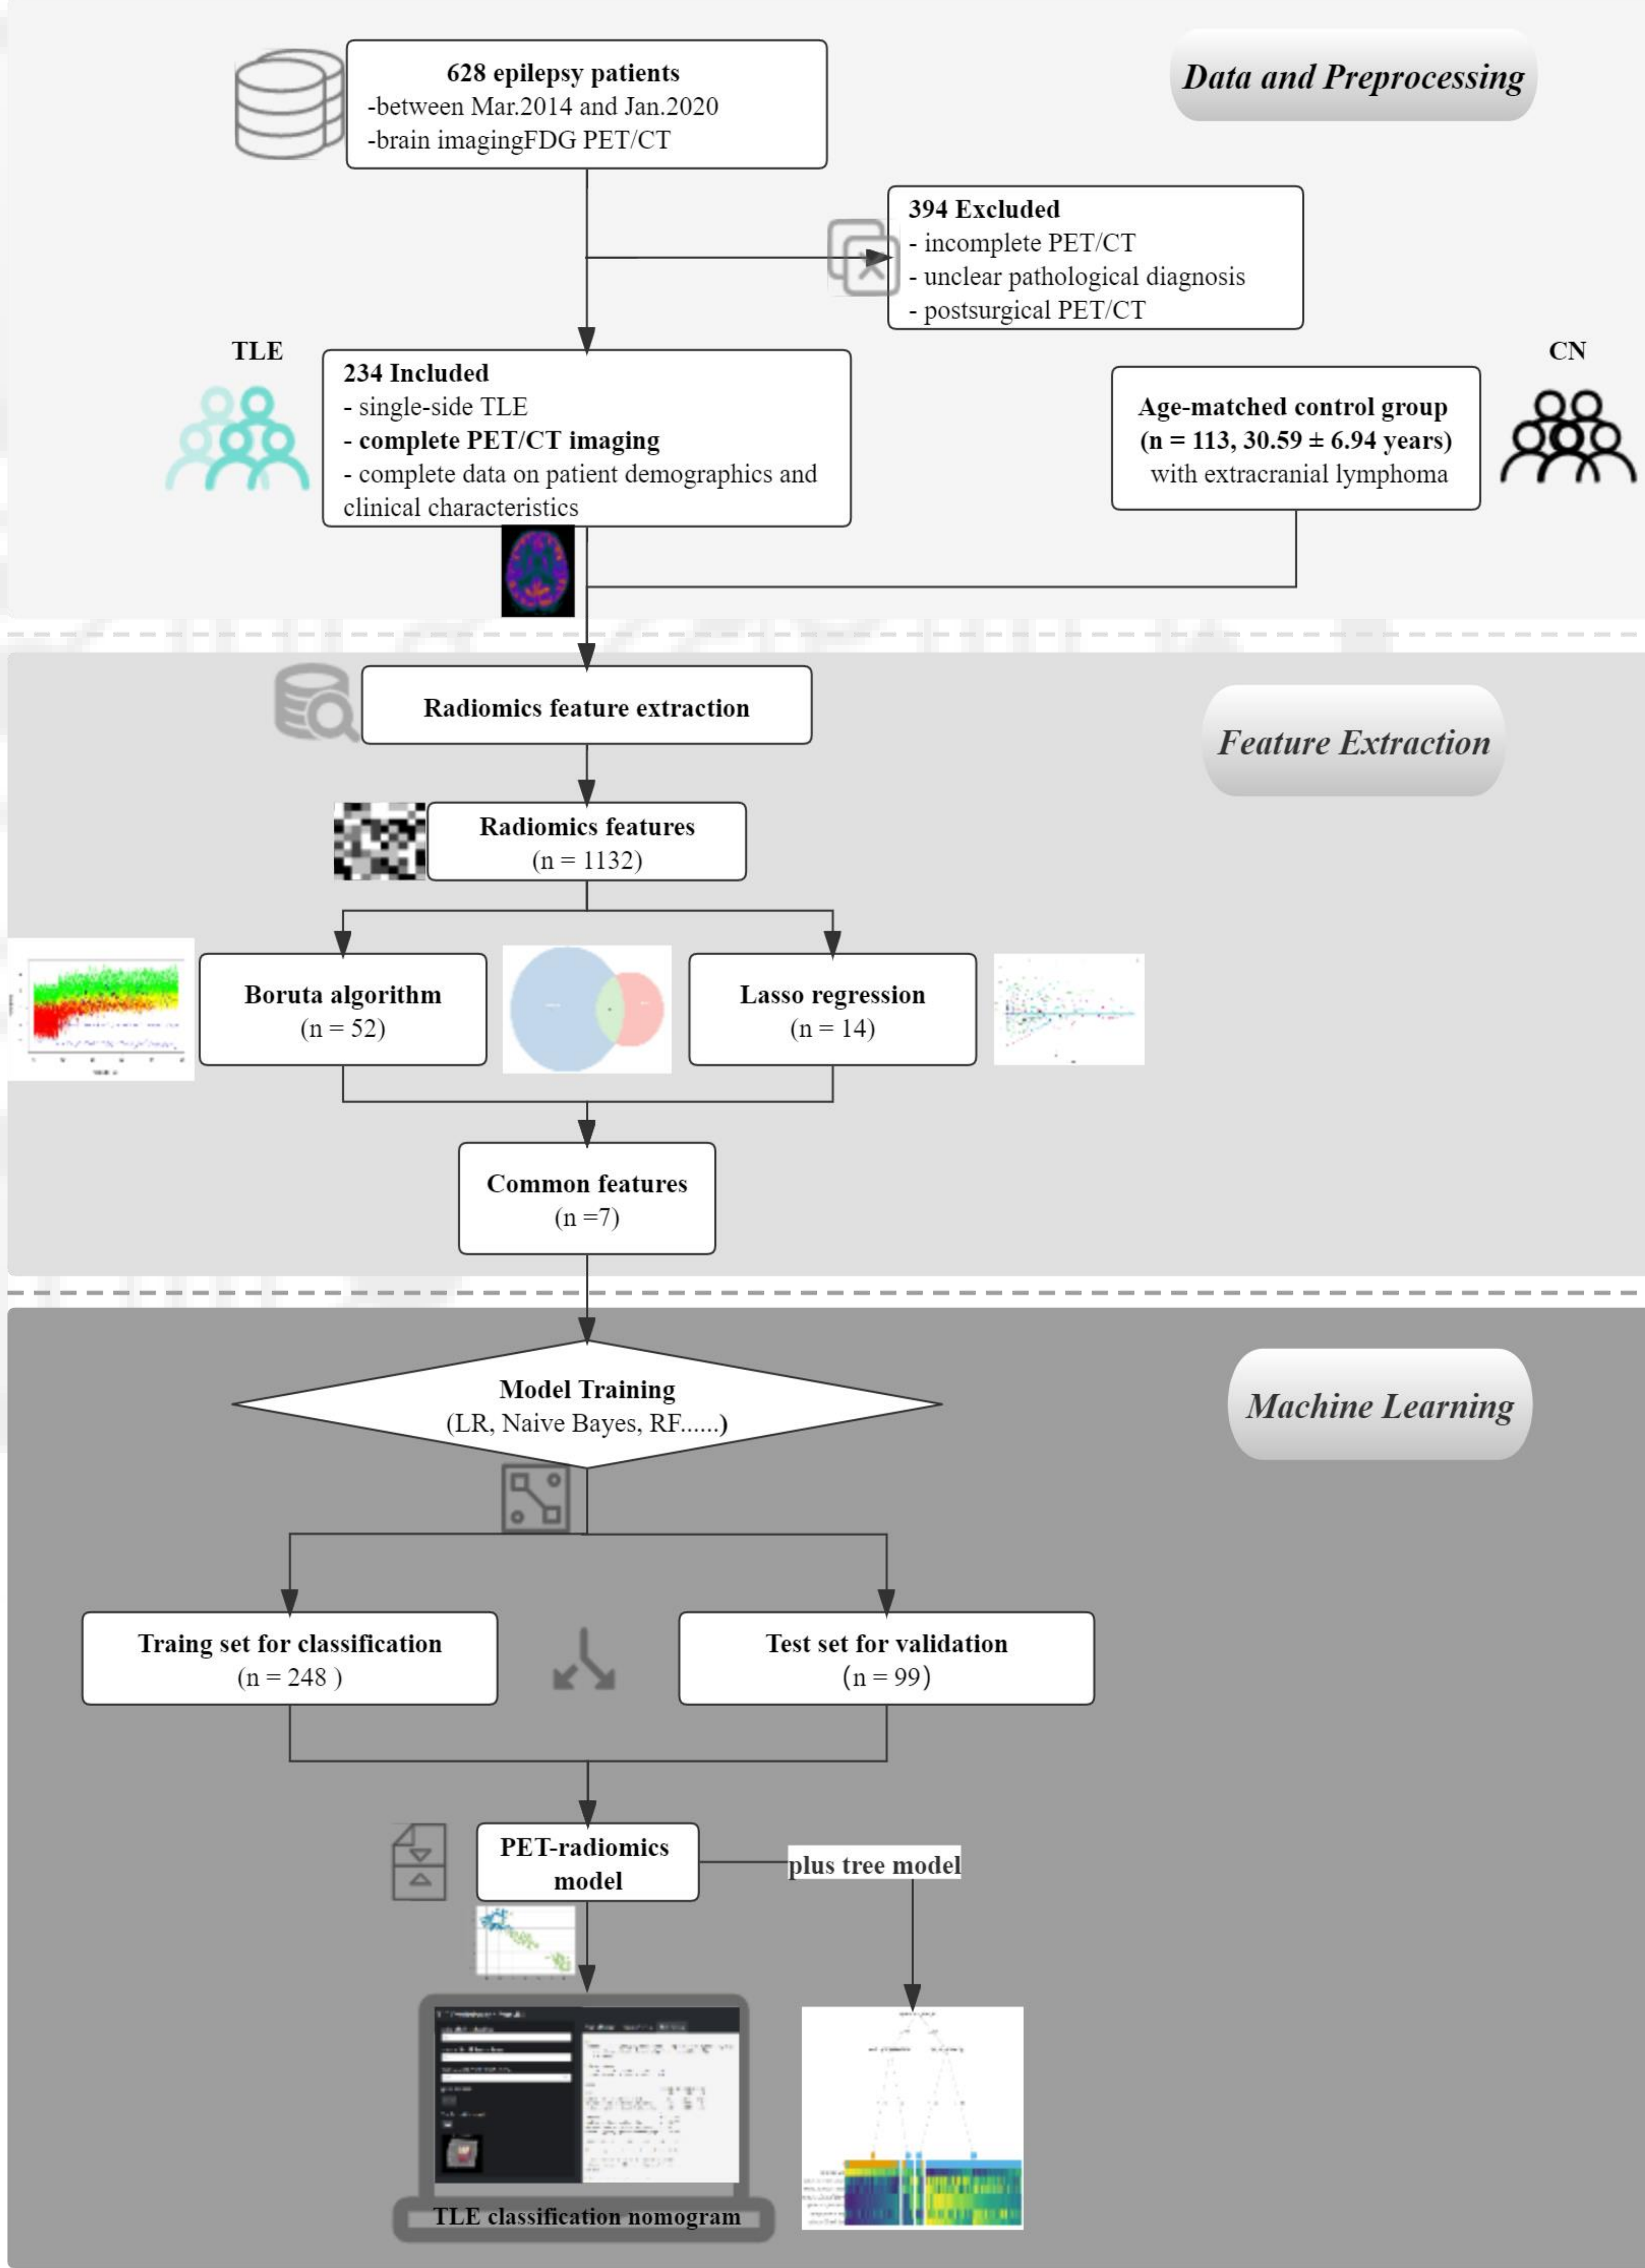 628 epilepsy patients
-between Mar.2014 and Jan.2020
-brain imagingFDG PET/CT
Data and Preprocessing
394 Excluded
- incomplete PET/CT
- unclear pathological diagnosis
- postsurgical PET/CT
TLE
234 Included
- single-side TLE
- complete PET/CT imaging
- complete data on patient demographics and
clinical characteristics
CN
Age-matched control group
(n = 113, 30.59 ± 6.94 years)
with extracranial lymphoma
Radiomics feature extraction
Feature Extraction
Radiomics features
(n = 1132)
Boruta algorithm
(n = 52)
Lasso regression
(n = 14)
Common features
(n =7)
Model Training
(LR, Naive Bayes, RF......)
Machine Learning
Traing set for classification
(n = 248 )
Test set for validation
(n = 99)
PET-radiomics
model
plus tree model
TLE classification nomogram